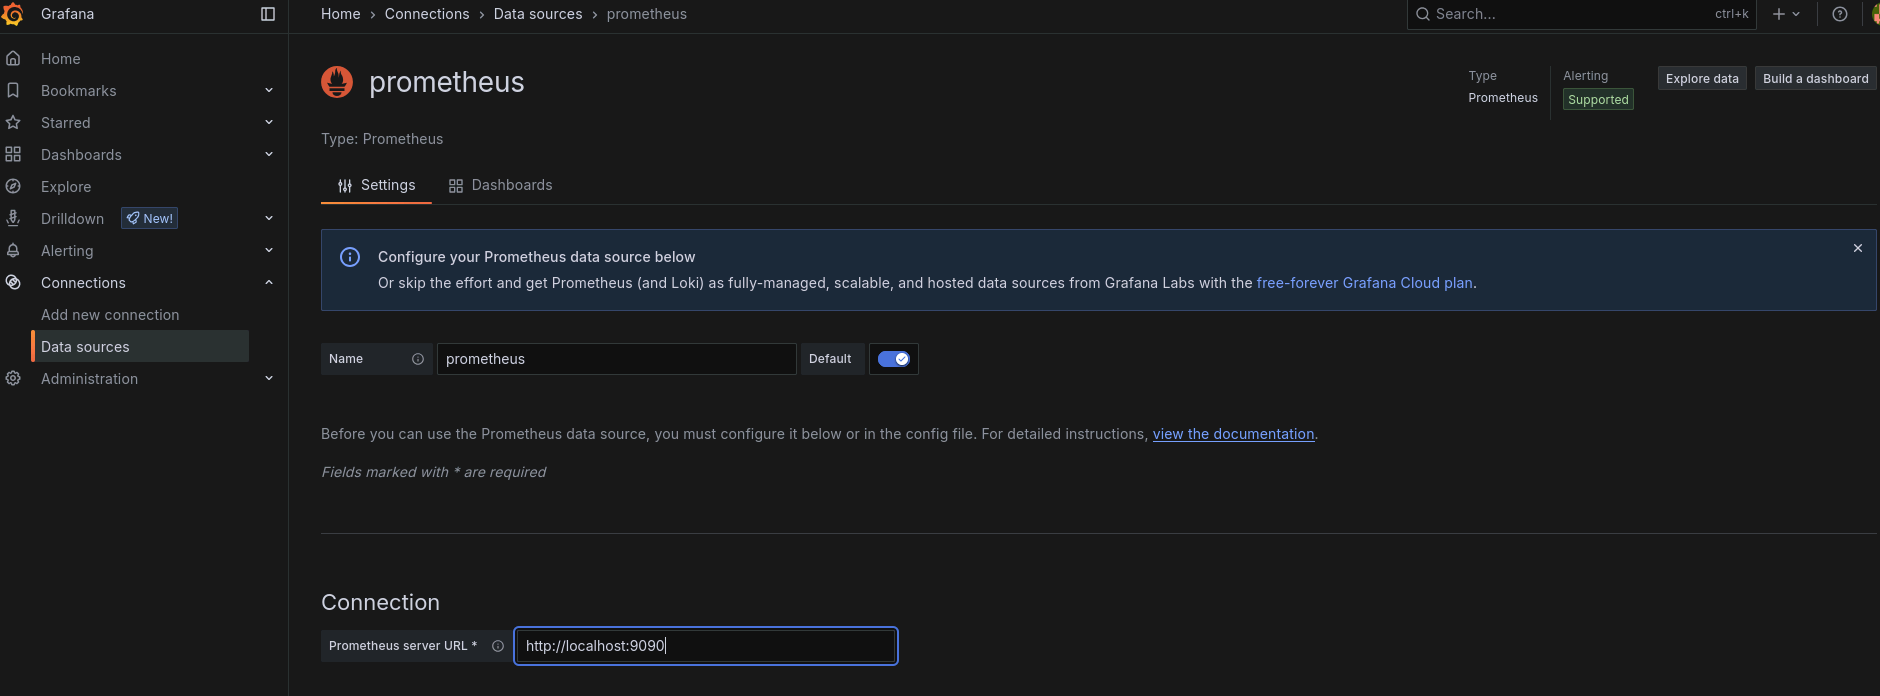 Grafana
Home › Connections › Data sources › prometheus
Search... ctrl+k
Home
Bookmarks
Starred
Dashboards
Explore
Drilldown New!
Alerting
Connections
Add new connection
Data sources
Administration
prometheus
Type
Prometheus
Alerting
Supported
Explore data
Build a dashboard
Type: Prometheus
Settings
Dashboards
Configure your Prometheus data source below
Or skip the effort and get Prometheus (and Loki) as fully-managed, scalable, and hosted data sources from Grafana Labs with the free-forever Grafana Cloud plan.
Name prometheus Default
Before you can use the Prometheus data source, you must configure it below or in the config file. For detailed instructions, view the documentation.
Fields marked with * are required
Connection
Prometheus server URL * http://localhost:9090